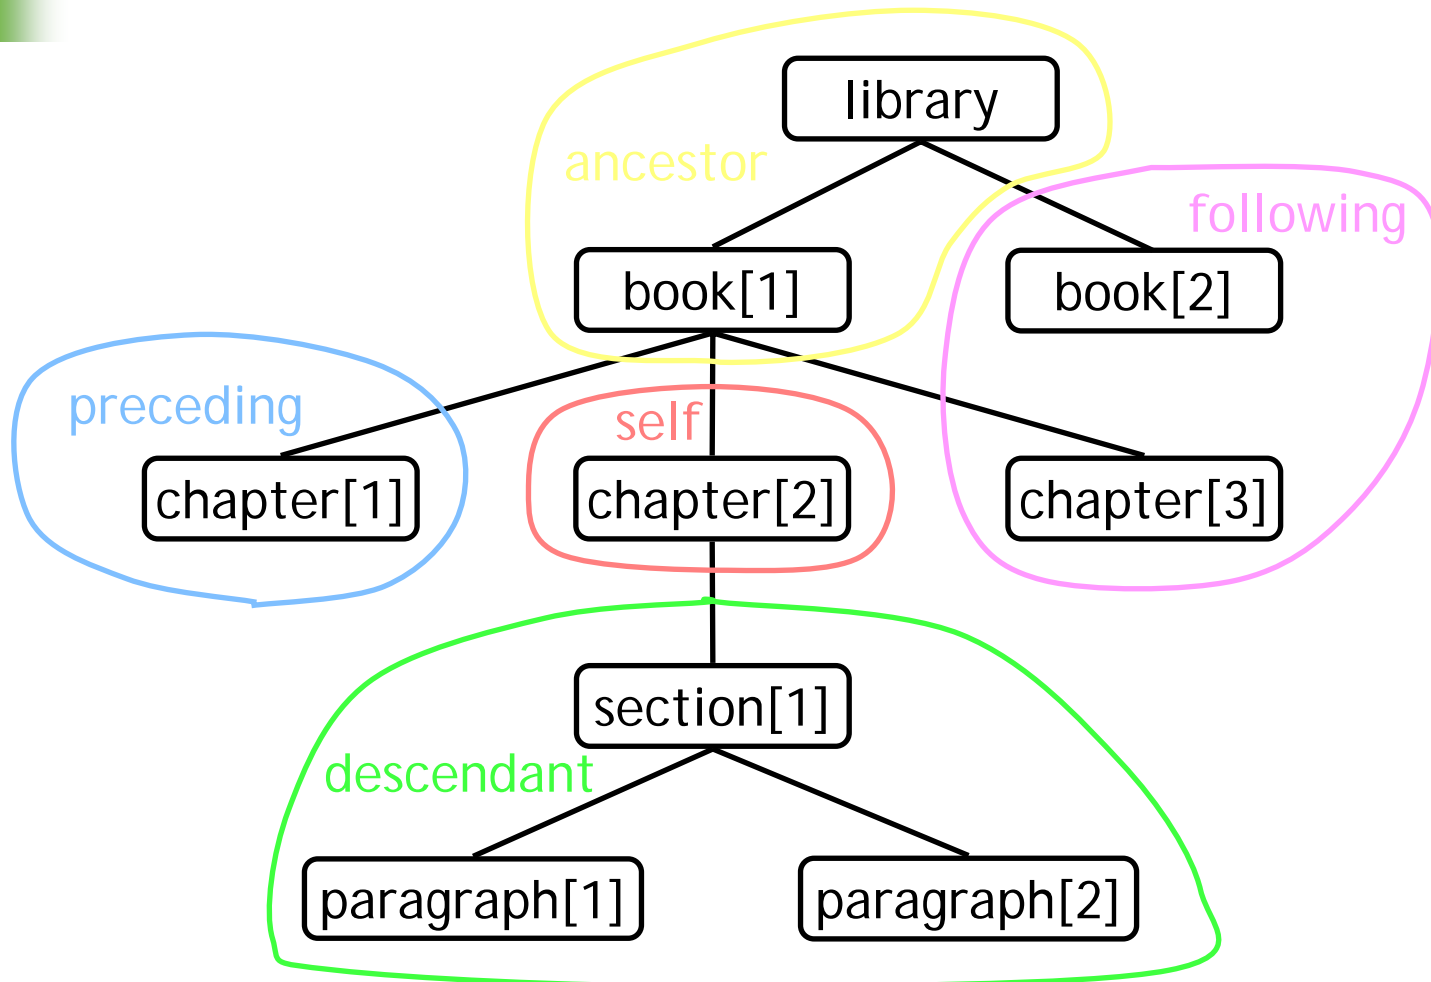 library
ancestor
following
book[1]
book[2]
preceding
self
chapter[1]
chapter[2]
chapter[3]
section[1]
descendant
paragraph[1]
paragraph[2]